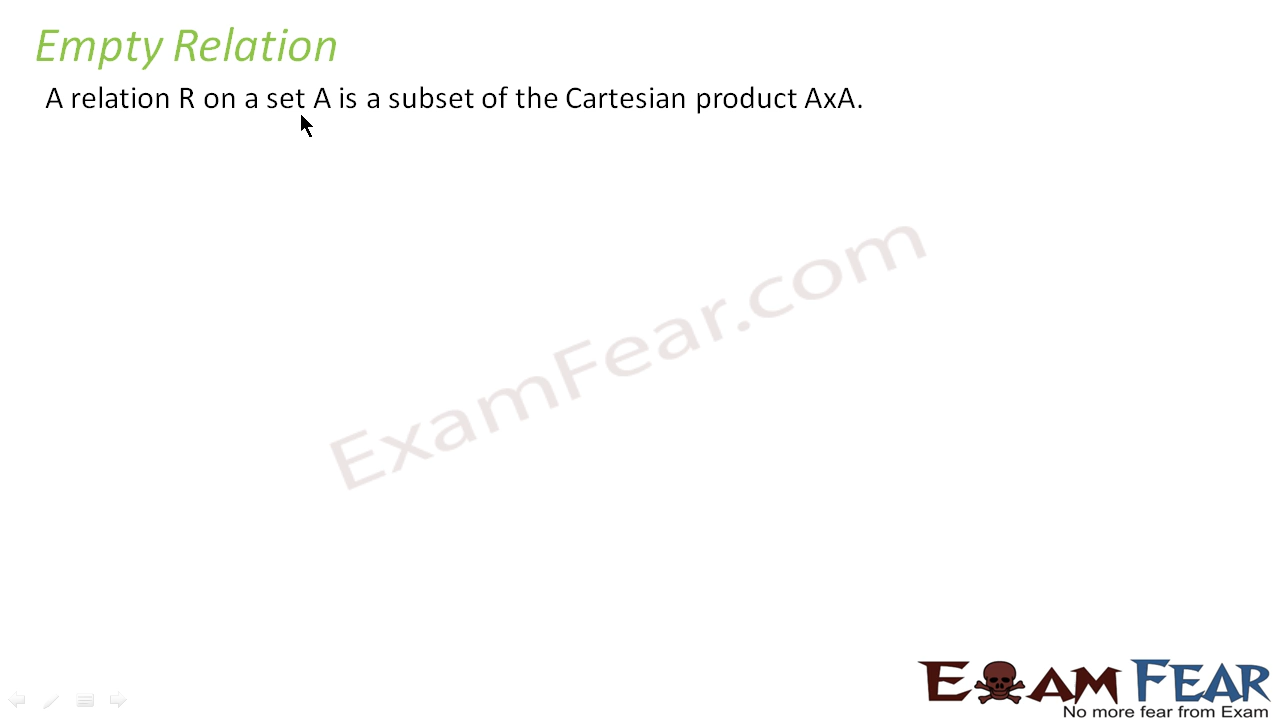 Empty Relation
A relation R on a set A is a subset of the Cartesian product AxA.
ExamFear.com
EXAM FEAR
No more fear from Exam